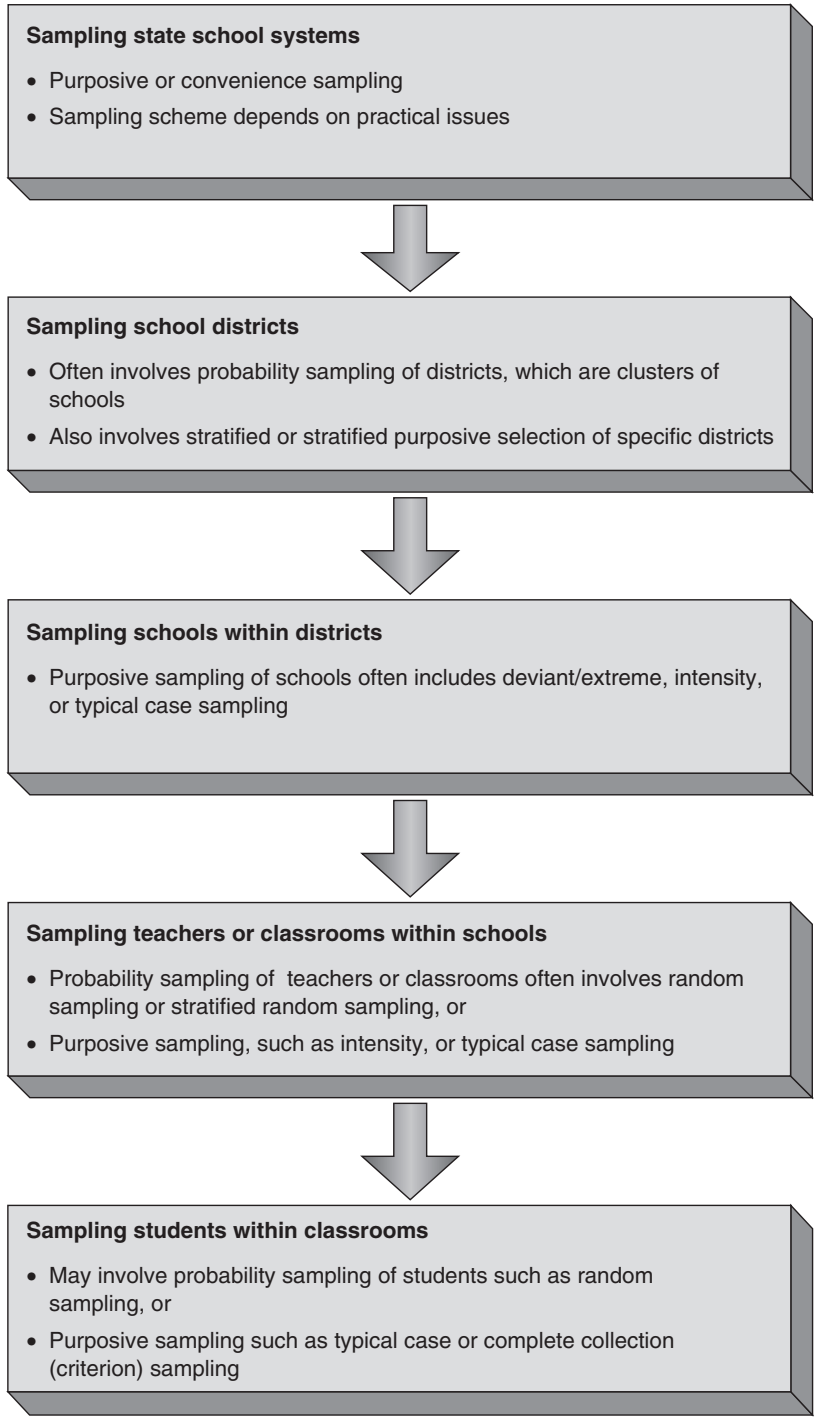 Sampling state school systems
• Purposive or convenience sampling
• Sampling scheme depends on practical issues
Sampling school districts
• Often involves probability sampling of districts, which are clusters of
schools
• Also involves stratified or stratified purposive selection of specific districts
Sampling schools within districts
• Purposive sampling of schools often includes deviant/extreme, intensity,
or typical case sampling
Sampling teachers or classrooms within schools
• Probability sampling of teachers or classrooms often involves random
sampling or stratified random sampling, or
• Purposive sampling, such as intensity, or typical case sampling
Sampling students within classrooms
• May involve probability sampling of students such as random
sampling, or
• Purposive sampling such as typical case or complete collection
(criterion) sampling